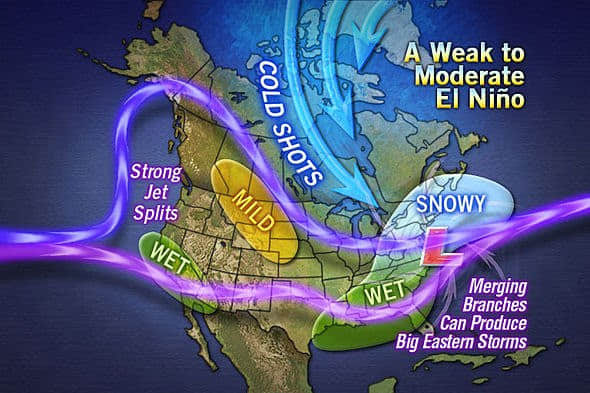 A Weak to
Moderate
El Niño
COLD SHOTS
Strong
Jet
Splits
MILD
SNOWY
WET
L
WET
Merging
Branches
Can Produce
Big Eastern Storms